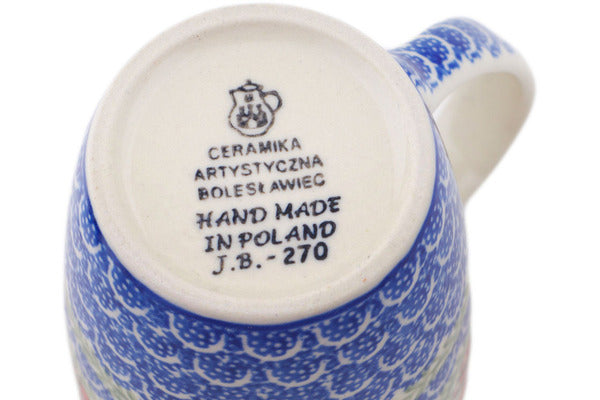 CERAMIKA
ARTYSTYCZNA
BOLESŁAWIEC
HAND MADE
IN POLAND
J.B.-270